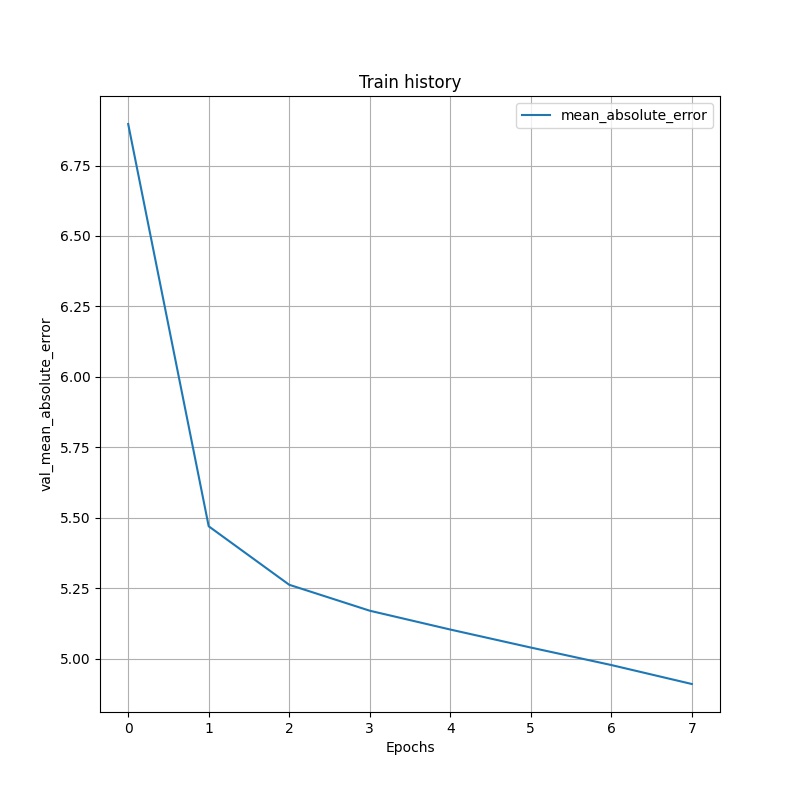 Train history
mean_absolute_error
6.75
6.50
6.25
6.00
5.75
5.50
5.25
5.00
val_mean_absolute_error
0 1 2 3 4 5 6 7
Epochs